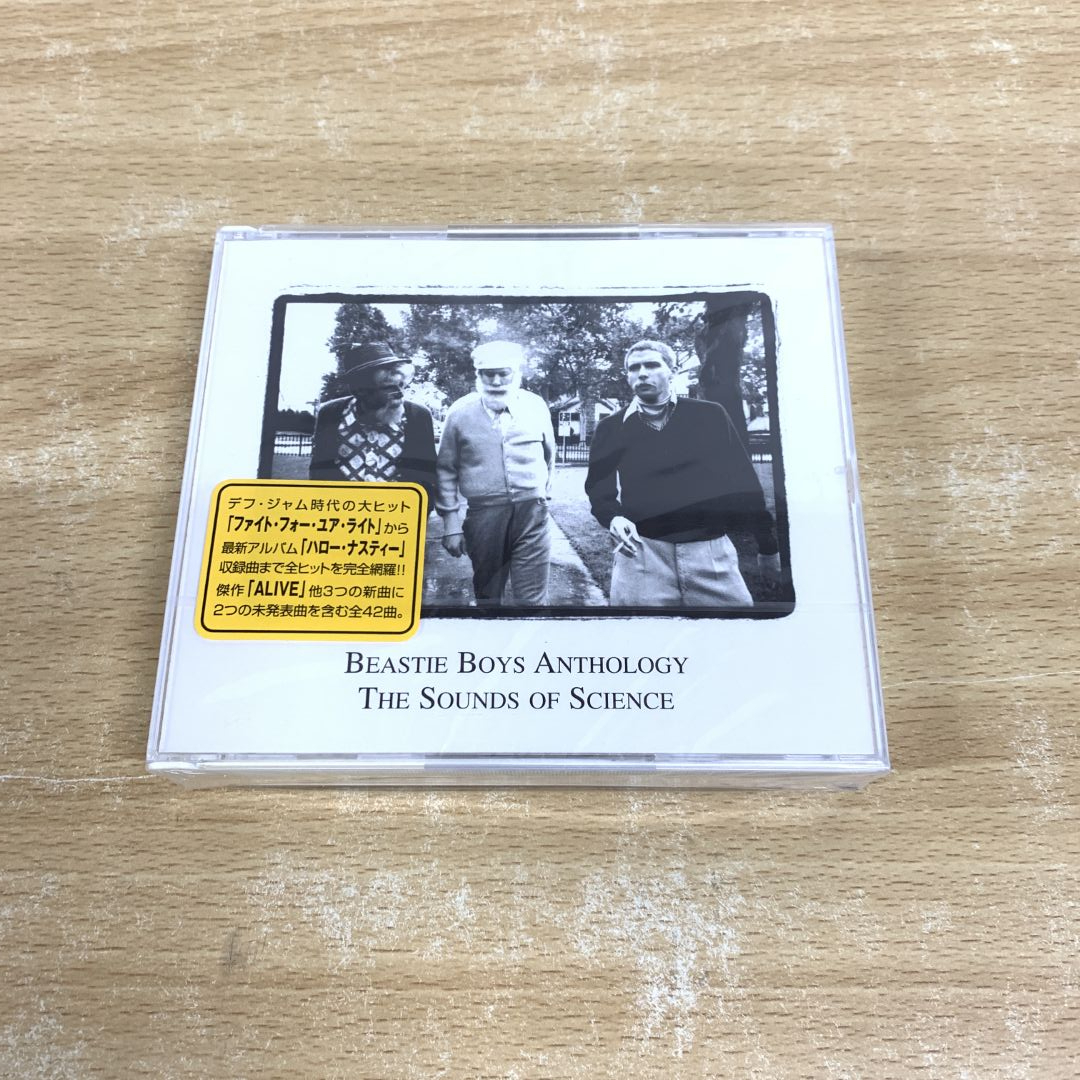 デフ・ジャム時代の大ヒット
「ファイト・フォー・ユア・ライト」から
最新アルバム「ハロー・ナスティー」
収録曲まで全ヒットを完全網羅!!
傑作「ALIVE」他3つの新曲に
2つの未発表曲を含む全42曲。
BEASTIE BOYS ANTHOLOGY
THE SOUNDS OF SCIENCE